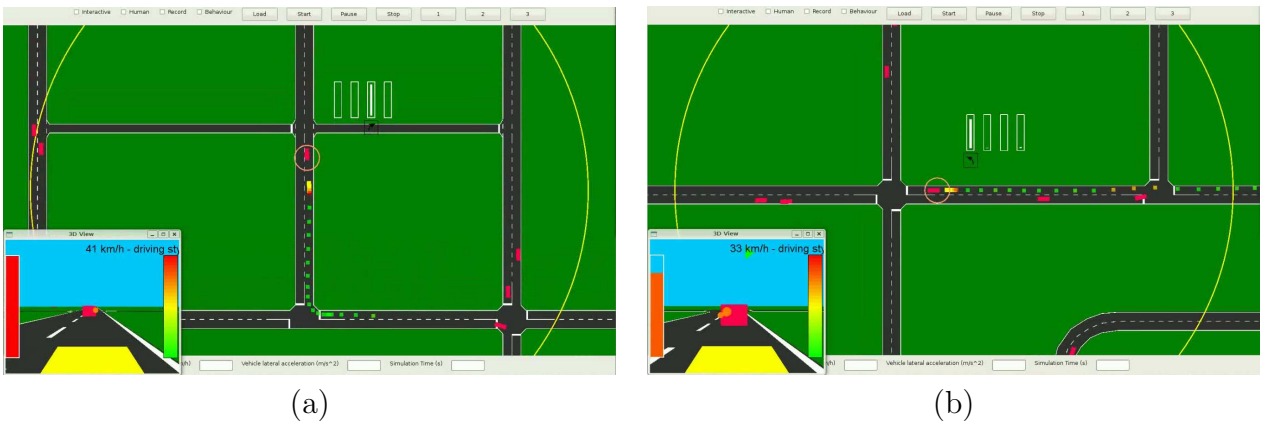 Interactive Human Record Behaviour Load Start Pause Stop 1 2 3
3D View
41 km/h - driving sty
/h) Vehicle lateral acceleration (m/s^2) Simulation Time (s)
(a)
Interactive Human Record Behaviour Load Start Pause Stop 1 2 3
3D View
33 km/h - driving sty
/h) Vehicle lateral acceleration (m/s^2) Simulation Time (s)
(b)